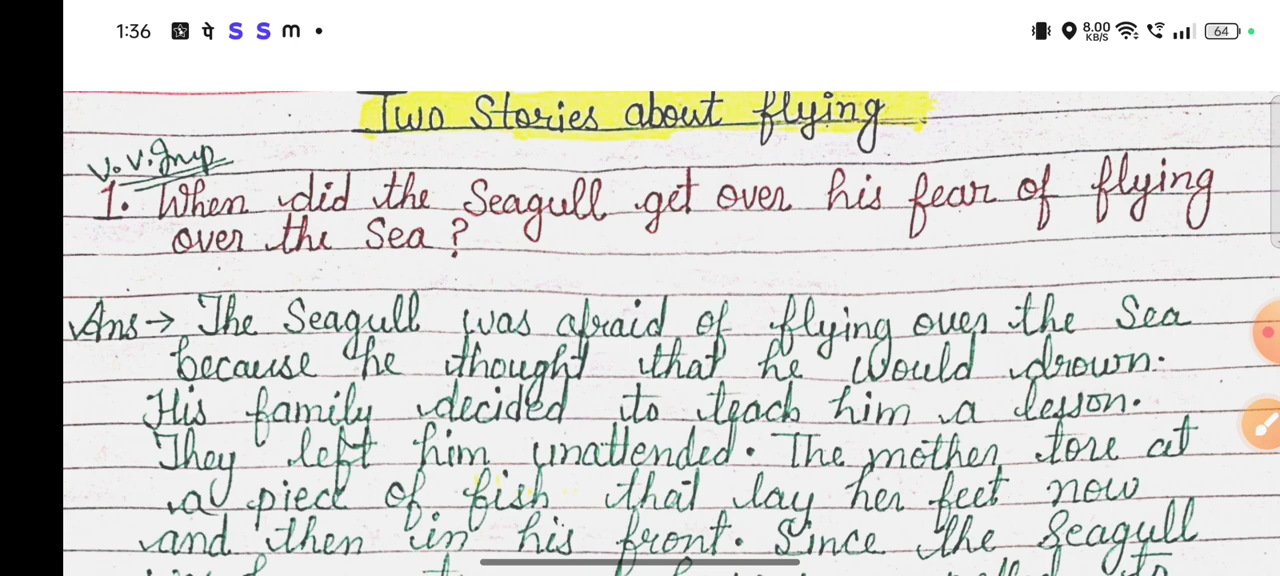 1:36 पे S S m 8.00 KB/S 64
Two Stories about flying
V.V.Imp
1. When did the Seagull get over his fear of flying
over the Sea ?
Ans → The Seagull was afraid of flying over the Sea
because he thought that he would drown.
His family decided to teach him a lesson.
They left him unattended. The mother tore at
a piece of fish that lay her feet now
and then in his front. Since the Seagull